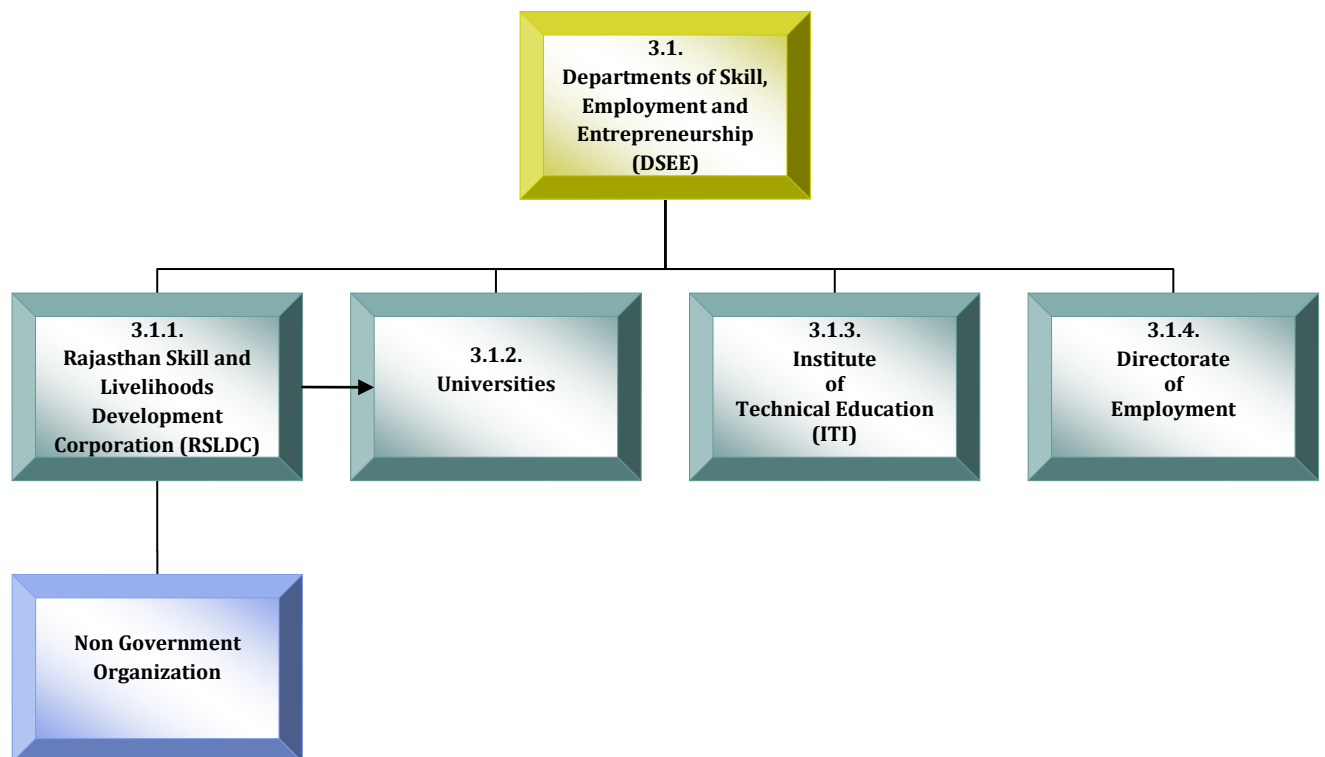 3.1.
Departments of Skill,
Employment and
Entrepreneurship
(DSEE)
3.1.1.
Rajasthan Skill and
Livelihoods
Development
Corporation (RSLDC)
3.1.2.
Universities
3.1.3.
Institute
of
Technical Education
(ITI)
3.1.4.
Directorate
of
Employment
Non Government
Organization